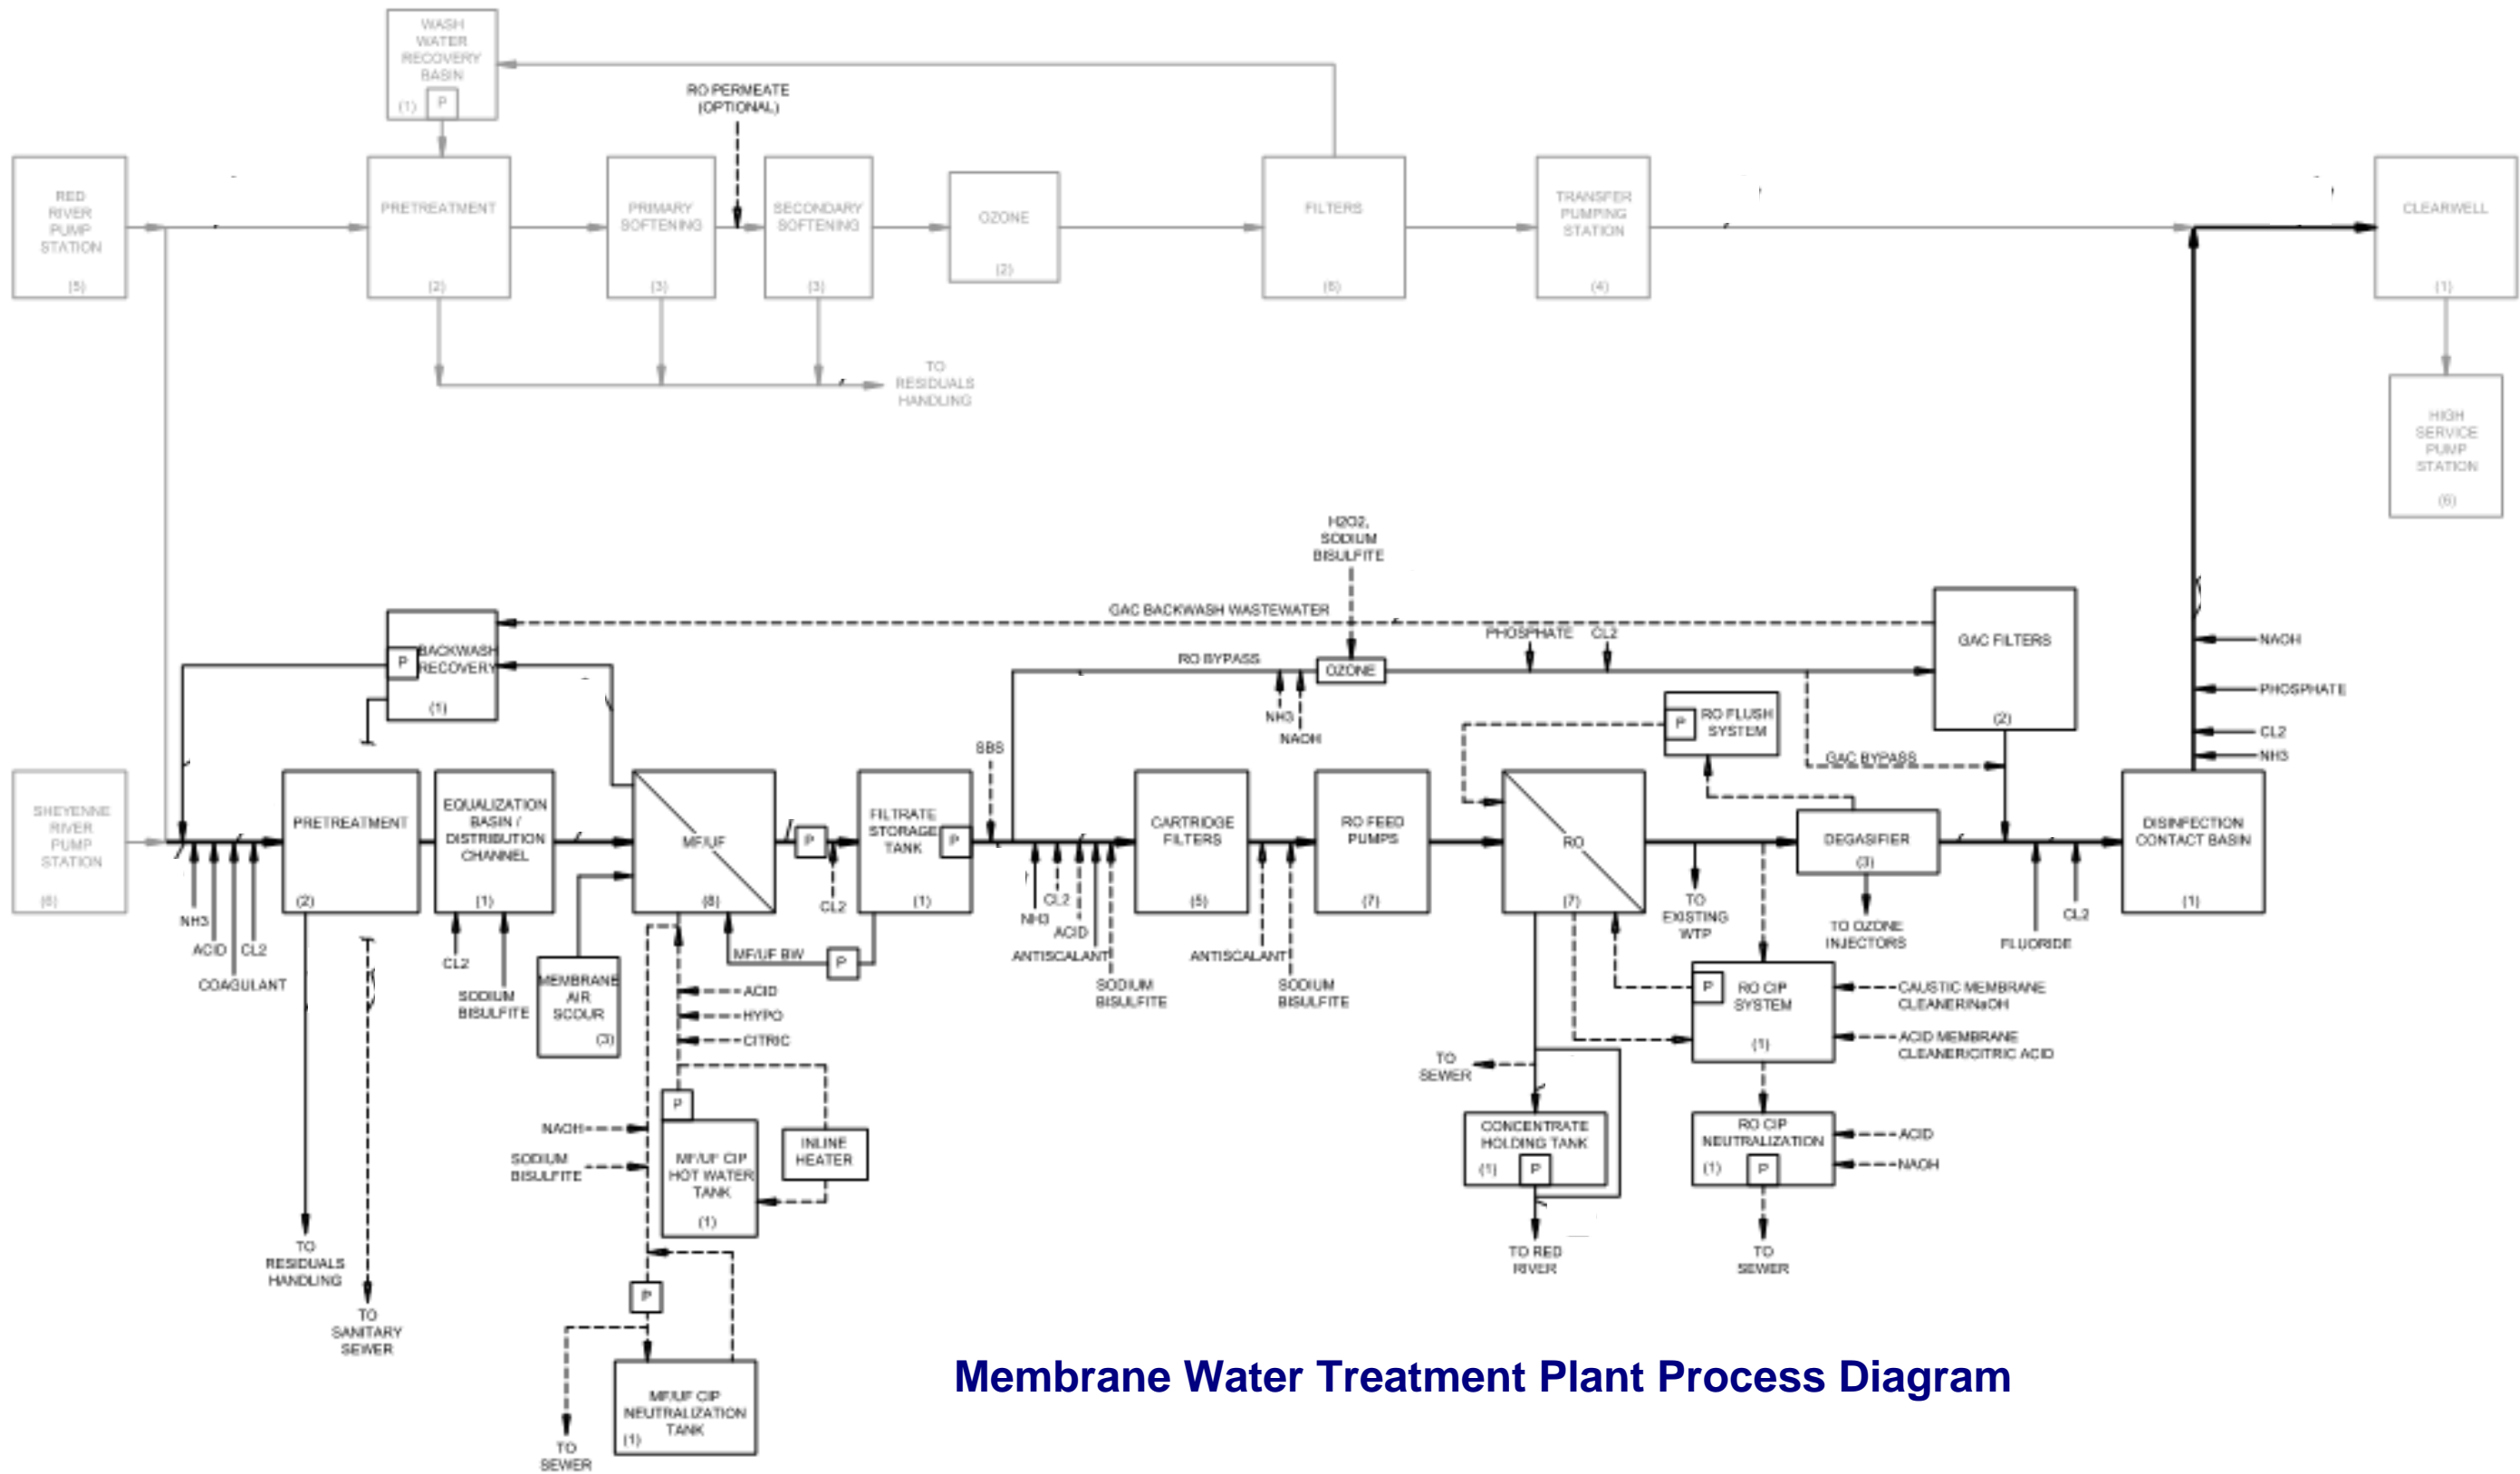 WASH
WATER
RECOVERY
BASIN
(1)
P
RO PERMEATE
(OPTIONAL)
RED
RIVER
PUMP
STATION
(5)
PRETREATMENT
(2)
PRIMARY
SOFTENING
(3)
SECONDARY
SOFTENING
(3)
OZONE
(2)
FILTERS
TRANSFER
PUMPING
STATION
(4)
CLEARWELL
(1)
TO
RESIDUALS
HANDLING
HIGH
SERVICE
PUMP
STATION
H2O2,
SODIUM
BISULFITE
GAC BACKWASH WASTEWATER
P
BACKWASH
RECOVERY
(1)
RO BYPASS
OZONE
PHOSPHATE
CL2
NH3
NAOH
GAC FILTERS
(2)
P
RO FLUSH
SYSTEM
GAC BYPASS
NAOH
PHOSPHATE
CL2
NH3
SHEYENNE
RIVER
PUMP
STATION
PRETREATMENT
(2)
EQUALIZATION
BASIN /
DISTRIBUTION
CHANNEL
(1)
MF/UF
(8)
P
CL2
FILTRATE
STORAGE
TANK
P
(1)
SBS
CARTRIDGE
FILTERS
(5)
RO FEED
PUMPS
(7)
RO
(7)
DEGASIFIER
(3)
DISINFECTION
CONTACT BASIN
(1)
NH3
ACID
CL2
COAGULANT
CL2
SODIUM
BISULFITE
MEMBRANE
AIR
SCOUR
(3)
MF/UF BW
P
NH3
CL2
ACID
ANTISCALANT
SODIUM
BISULFITE
ANTISCALANT
SODIUM
BISULFITE
TO
EXISTING
WTP
TO OZONE
INJECTORS
FLUORIDE
CL2
ACID
HYPO
CITRIC
P
RO CIP
SYSTEM
(1)
CAUSTIC MEMBRANE
CLEANER/NaOH
ACID MEMBRANE
CLEANER/CITRIC ACID
TO
SEWER
P
NAOH
SODIUM
BISULFITE
MF/UF CIP
HOT WATER
TANK
(1)
INLINE
HEATER
CONCENTRATE
HOLDING TANK
(1)
P
RO CIP
NEUTRALIZATION
(1)
P
ACID
NAOH
TO
RESIDUALS
HANDLING
TO
SANITARY
SEWER
P
TO RED
RIVER
TO
SEWER
MF/UF CIP
NEUTRALIZATION
TANK
(1)
TO
SEWER
Membrane Water Treatment Plant Process Diagram